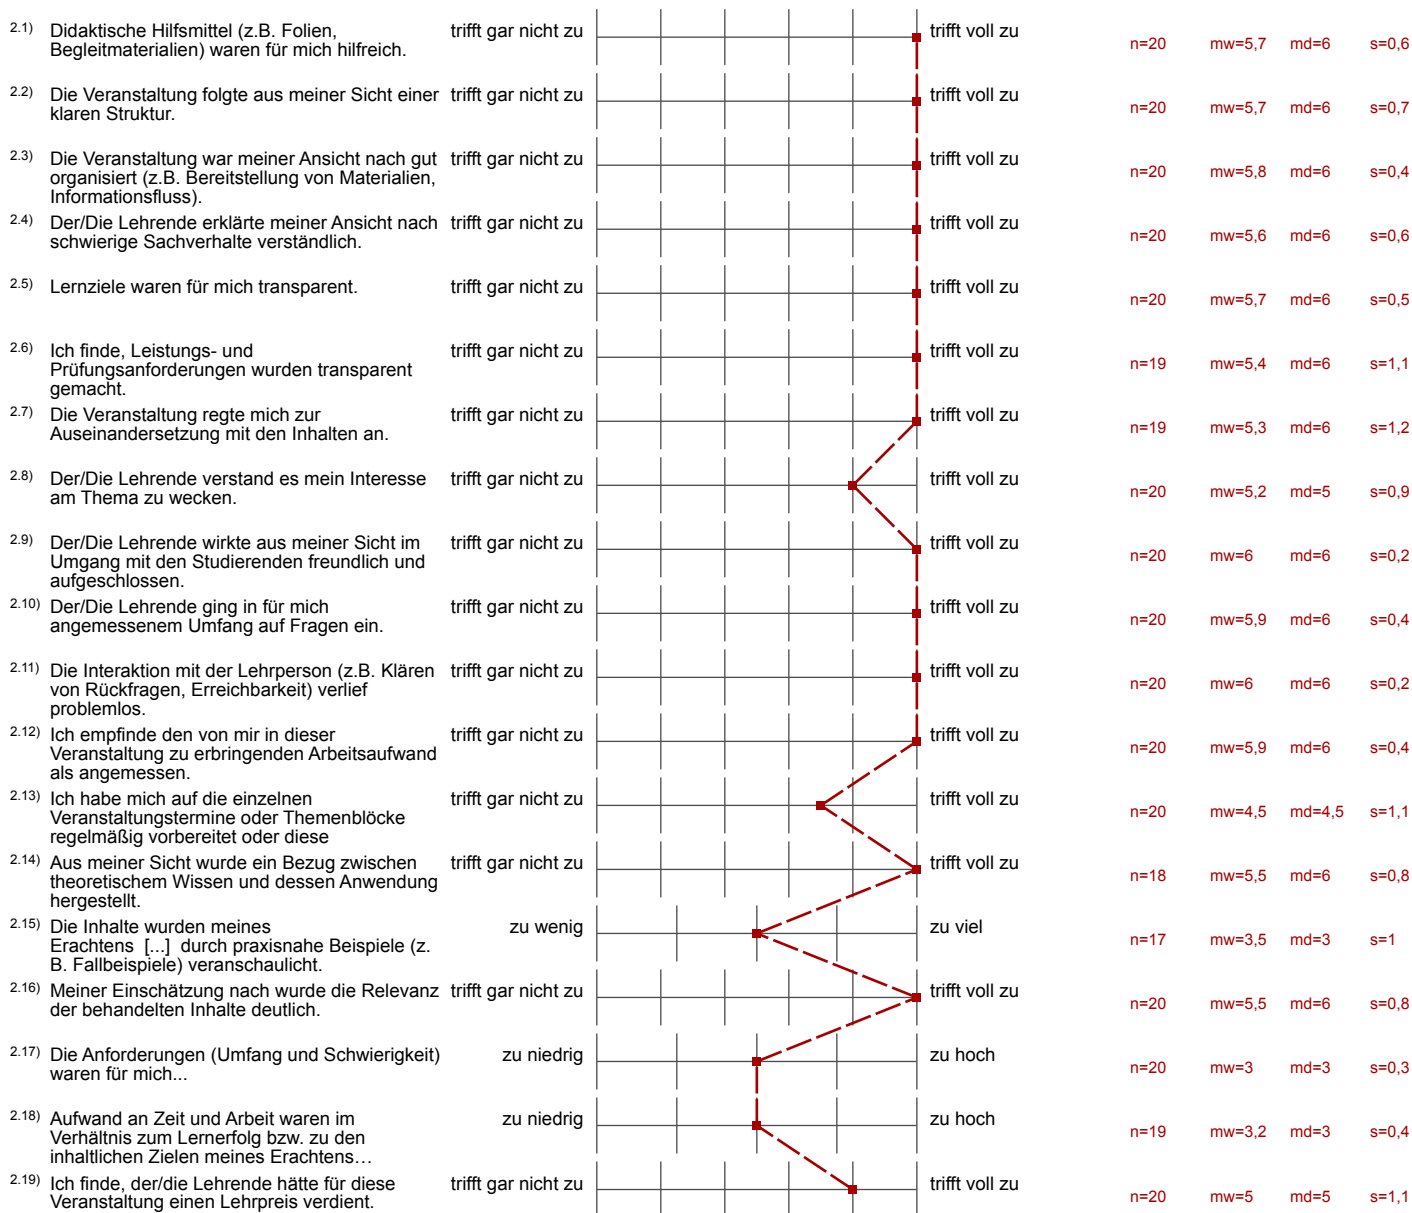 2.1) Didaktische Hilfsmittel (z.B. Folien, trifft gar nicht zu trifft voll zu
Begleitmaterialien) waren für mich hilfreich. n=20 mw=5,7 md=6 s=0,6
2.2) Die Veranstaltung folgte aus meiner Sicht einer trifft gar nicht zu trifft voll zu
klaren Struktur. n=20 mw=5,7 md=6 s=0,7
2.3) Die Veranstaltung war meiner Ansicht nach gut trifft gar nicht zu trifft voll zu
organisiert (z.B. Bereitstellung von Materialien, n=20 mw=5,8 md=6 s=0,4
Informationsfluss).
2.4) Der/Die Lehrende erklärte meiner Ansicht nach trifft gar nicht zu trifft voll zu
schwierige Sachverhalte verständlich. n=20 mw=5,6 md=6 s=0,6
2.5) Lernziele waren für mich transparent. trifft gar nicht zu trifft voll zu
n=20 mw=5,7 md=6 s=0,5
2.6) Ich finde, Leistungs- und trifft gar nicht zu trifft voll zu
Prüfungsanforderungen wurden transparent n=19 mw=5,4 md=6 s=1,1
gemacht.
2.7) Die Veranstaltung regte mich zur trifft gar nicht zu trifft voll zu
Auseinandersetzung mit den Inhalten an. n=19 mw=5,3 md=6 s=1,2
2.8) Der/Die Lehrende verstand es mein Interesse trifft gar nicht zu trifft voll zu
am Thema zu wecken. n=20 mw=5,2 md=5 s=0,9
2.9) Der/Die Lehrende wirkte aus meiner Sicht im trifft gar nicht zu trifft voll zu
Umgang mit den Studierenden freundlich und n=20 mw=6 md=6 s=0,2
aufgeschlossen.
2.10) Der/Die Lehrende ging in für mich trifft gar nicht zu trifft voll zu
angemessenem Umfang auf Fragen ein. n=20 mw=5,9 md=6 s=0,4
2.11) Die Interaktion mit der Lehrperson (z.B. Klären trifft gar nicht zu trifft voll zu
von Rückfragen, Erreichbarkeit) verlief n=20 mw=6 md=6 s=0,2
problemlos.
2.12) Ich empfinde den von mir in dieser trifft gar nicht zu trifft voll zu
Veranstaltung zu erbringenden Arbeitsaufwand n=20 mw=5,9 md=6 s=0,4
als angemessen.
2.13) Ich habe mich auf die einzelnen trifft gar nicht zu trifft voll zu
Veranstaltungstermine oder Themenblöcke n=20 mw=4,5 md=4,5 s=1,1
regelmäßig vorbereitet oder diese
2.14) Aus meiner Sicht wurde ein Bezug zwischen trifft gar nicht zu trifft voll zu
theoretischem Wissen und dessen Anwendung n=18 mw=5,5 md=6 s=0,8
hergestellt.
2.15) Die Inhalte wurden meines zu wenig zu viel
Erachtens [...] durch praxisnahe Beispiele (z. n=17 mw=3,5 md=3 s=1
B. Fallbeispiele) veranschaulicht.
2.16) Meiner Einschätzung nach wurde die Relevanz trifft gar nicht zu trifft voll zu
der behandelten Inhalte deutlich. n=20 mw=5,5 md=6 s=0,8
2.17) Die Anforderungen (Umfang und Schwierigkeit) zu niedrig zu hoch
waren für mich... n=20 mw=3 md=3 s=0,3
2.18) Aufwand an Zeit und Arbeit waren im zu niedrig zu hoch
Verhältnis zum Lernerfolg bzw. zu den n=19 mw=3,2 md=3 s=0,4
inhaltlichen Zielen meines Erachtens…
2.19) Ich finde, der/die Lehrende hätte für diese trifft gar nicht zu trifft voll zu
Veranstaltung einen Lehrpreis verdient. n=20 mw=5 md=5 s=1,1